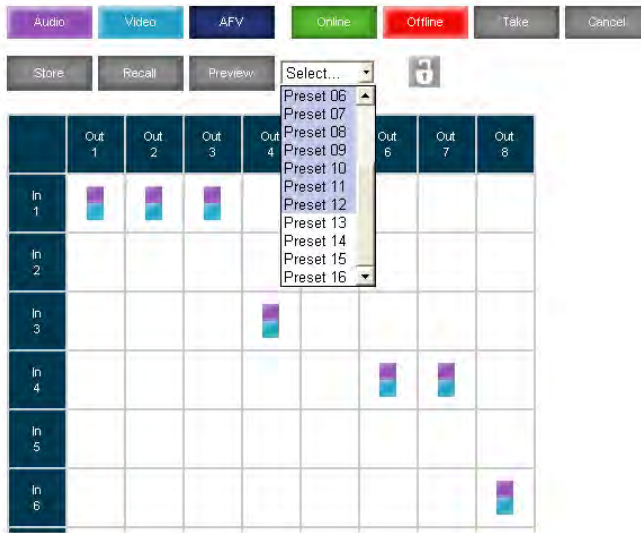 Audio Video AFV Online Offline Take Cancel
Store Recall Preview Select...
Preset 06
Preset 07
Preset 08
Preset 09
Preset 10
Preset 11
Preset 12
Preset 13
Preset 14
Preset 15
Preset 16
Out 1 Out 2 Out 3 Out 4 Out 6 Out 7 Out 8
In 1
In 2
In 3
In 4
In 5
In 6